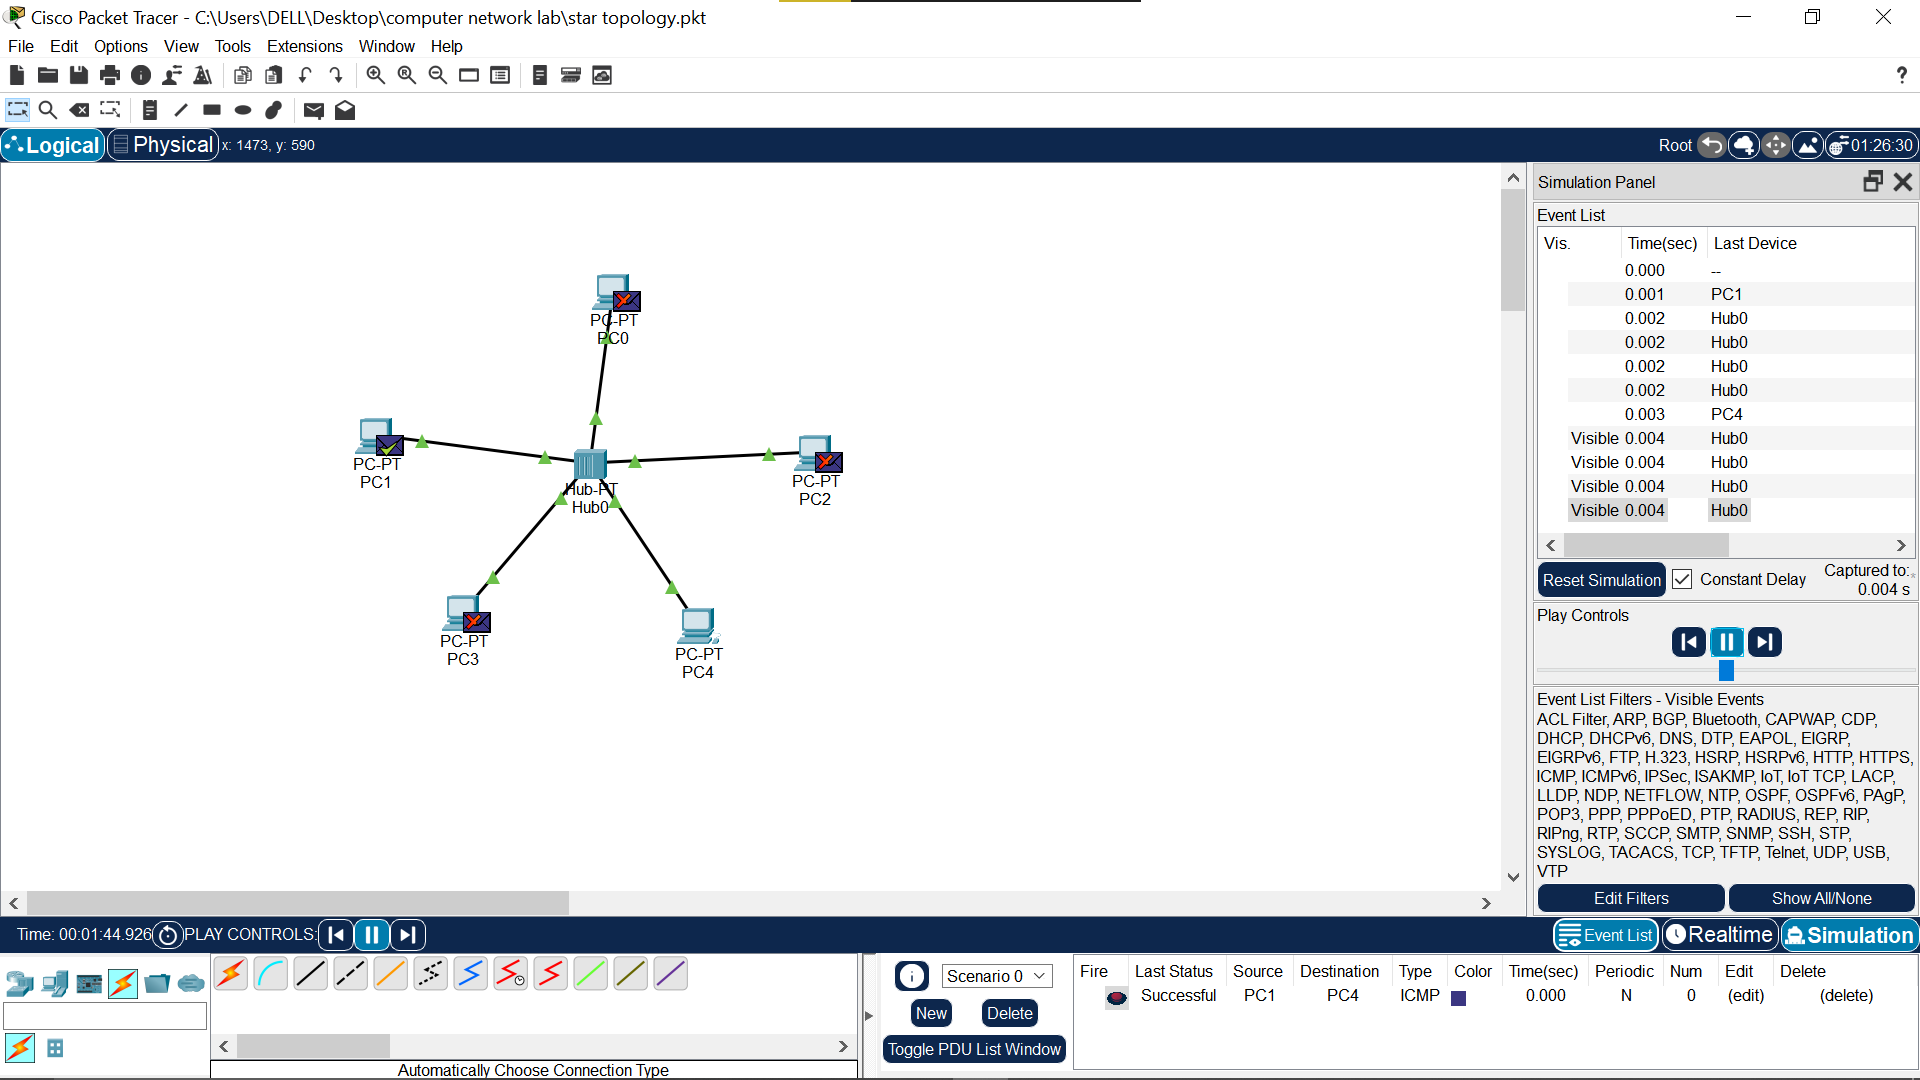 Cisco Packet Tracer - C:\Users\DELL\Desktop\computer network lab\star topology.pkt
File Edit Options View Tools Extensions Window Help
?
Logical Physical x: 1473, y: 590 Root 01:26:30
Simulation Panel
Event List
Vis. Time(sec) Last Device
0.000 --
0.001 PC1
0.002 Hub0
0.002 Hub0
0.002 Hub0
0.002 Hub0
0.003 PC4
Visible 0.004 Hub0
Visible 0.004 Hub0
Visible 0.004 Hub0
Visible 0.004 Hub0
Reset Simulation Constant Delay Captured to:*
0.004 s
Play Controls
Event List Filters - Visible Events
ACL Filter, ARP, BGP, Bluetooth, CAPWAP, CDP,
DHCP, DHCPv6, DNS, DTP, EAPOL, EIGRP,
EIGRPv6, FTP, H.323, HSRP, HSRPv6, HTTP, HTTPS,
ICMP, ICMPv6, IPSec, ISAKMP, IoT, IoT TCP, LACP,
LLDP, NDP, NETFLOW, NTP, OSPF, OSPFv6, PAgP,
POP3, PPP, PPPoED, PTP, RADIUS, REP, RIP,
RIPng, RTP, SCCP, SMTP, SNMP, SSH, STP,
SYSLOG, TACACS, TCP, TFTP, Telnet, UDP, USB,
VTP
Edit Filters Show All/None
PC-PT
PC0
PC-PT
PC1
Hub-PT
Hub0
PC-PT
PC2
PC-PT
PC3
PC-PT
PC4
Time: 00:01:44.926 PLAY CONTROLS:
Event List Realtime Simulation
Automatically Choose Connection Type
Scenario 0
New Delete
Toggle PDU List Window
Fire Last Status Source Destination Type Color Time(sec) Periodic Num Edit Delete
Successful PC1 PC4 ICMP 0.000 N 0 (edit) (delete)